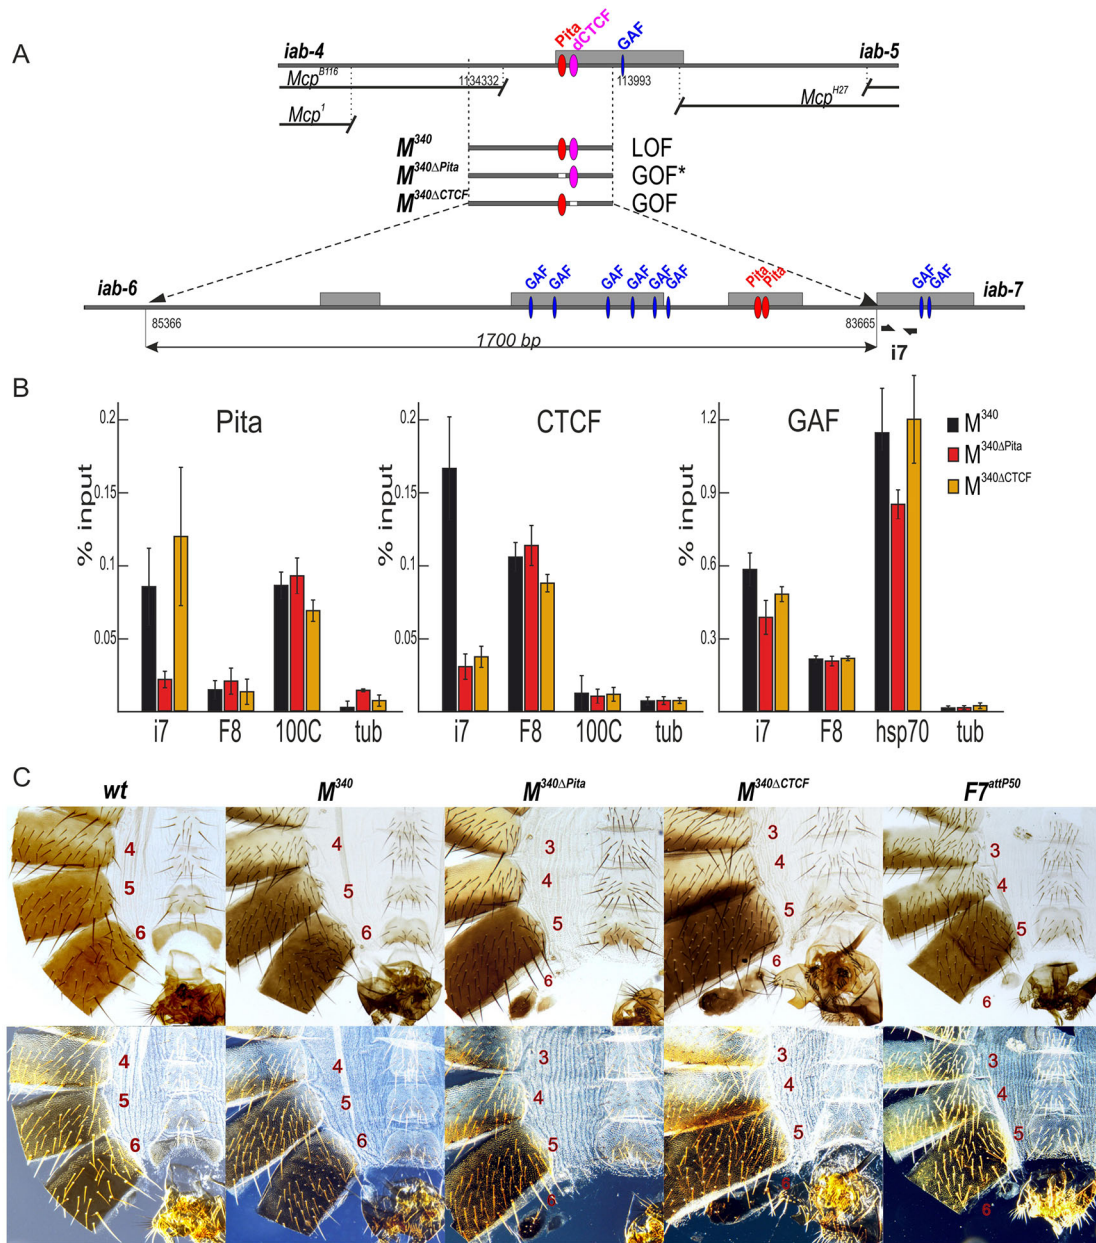 A
Pita
dCTCF
GAF
iab-4
iab-5
Mcp^B116
1134332
113993
Mcp^H27
Mcp^1
M^340
LOF
M^340ΔPita
GOF*
M^340ΔCTCF
GOF
iab-6
GAF
GAF
GAF
GAF
GAF
GAF
Pita
Pita
GAF
GAF
iab-7
85366
83665
1700 bp
i7
B
Pita
CTCF
GAF
M^340
M^340ΔPita
M^340ΔCTCF
% input
0.2
0.15
0.1
0.05
i7 F8 100C tub
% input
0.2
0.15
0.1
0.05
i7 F8 100C tub
% input
1.2
0.9
0.6
0.3
i7 F8 hsp70 tub
C
wt
M^340
M^340ΔPita
M^340ΔCTCF
F7^attP50
4
5
6
4
5
6
3
4
5
6
3
4
5
6
3
4
5
6
4
5
6
4
5
6
3
4
5
6
3
4
5
6
3
4
5
6